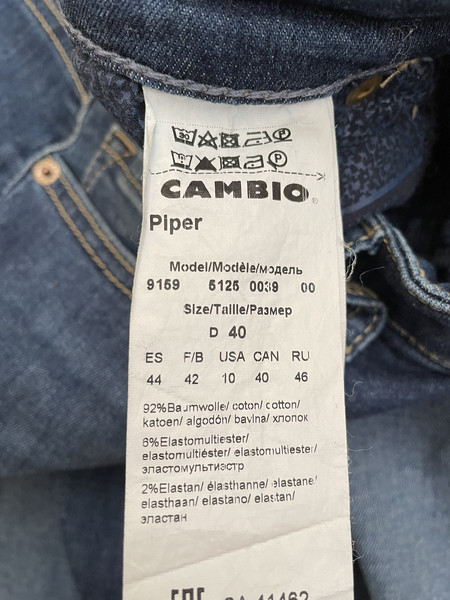 CAMBIO®
Piper
Model/Modèle/модель
9159 5125 0039 00
Size/Taille/Размер
D 40
ES F/B USA CAN RU
44 42 10 40 46
92%Baumwolle/ coton/ cotton/
katoen/ algodón/ bavlna/ хлопок
6%Elastomultiester/
elastomultiéster/ elastomultiester/
эластомультиэстр
2%Elastan/ élasthanne/ elastane/
elasthaan/ elastano/ elastan/
эластан